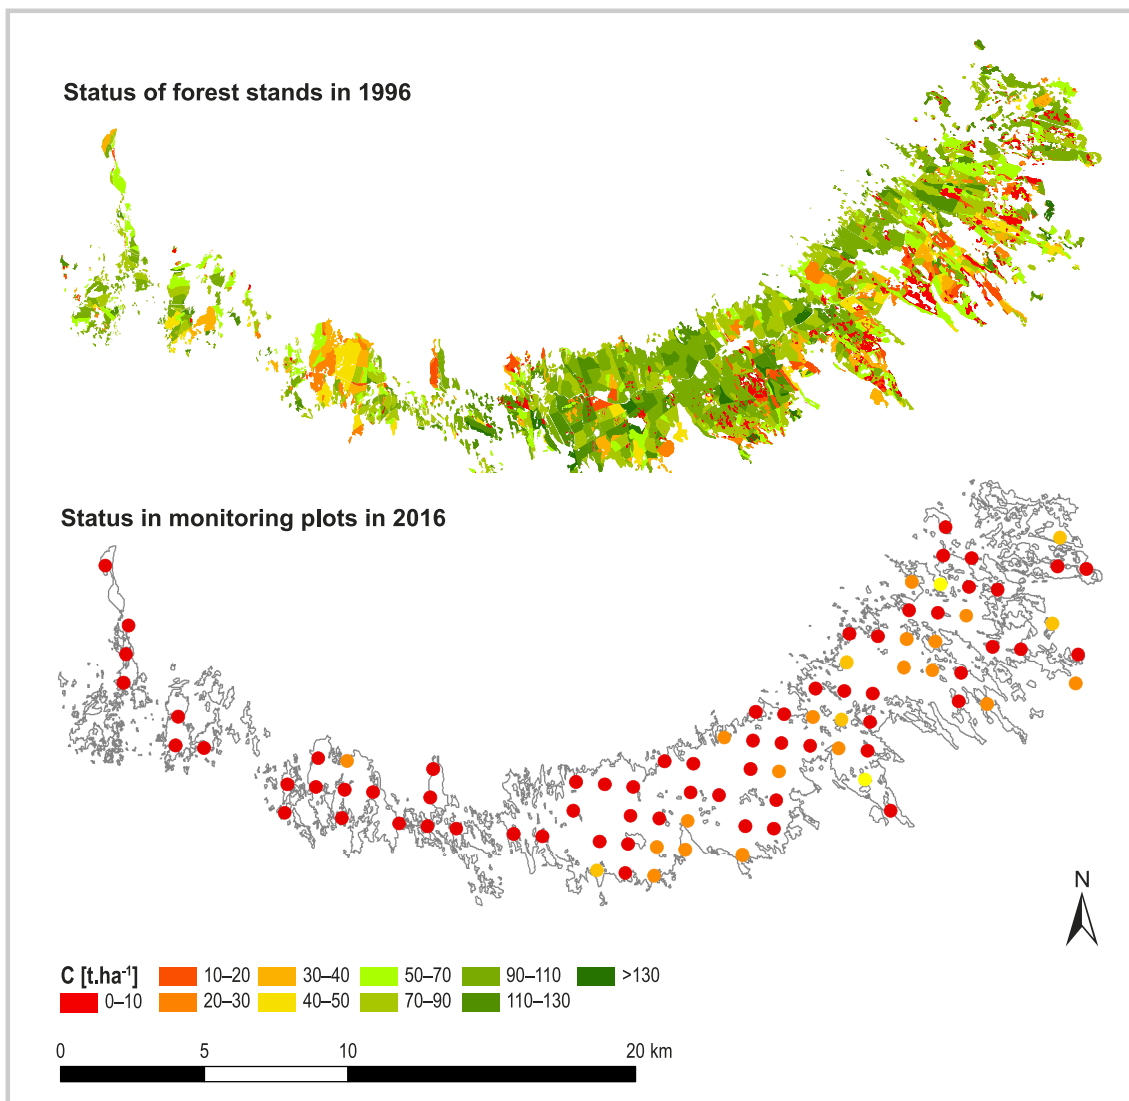 Status of forest stands in 1996
Status in monitoring plots in 2016
N
C [t.ha⁻¹] 10–20 30–40 50–70 90–110 >130
0–10 20–30 40–50 70–90 110–130
0 5 10 20 km